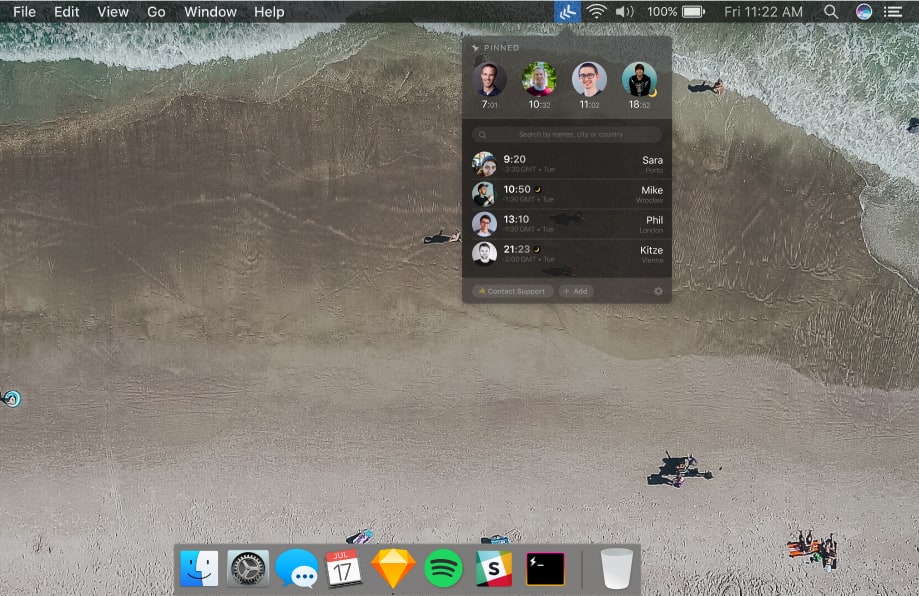 File Edit View Go Window Help 100% Fri 11:22 AM
PINNED
7:01 10:32 11:02 18:52
Search by names, city or country
9:20 Sara
-3:30 GMT • Tue Porto
10:50 Mike
-1:30 GMT • Tue Wrocław
13:10 Phil
-1:30 GMT • Tue London
21:23 Kitze
-2:00 GMT • Tue Vienna
Contact Support + Add
JUL
17
S